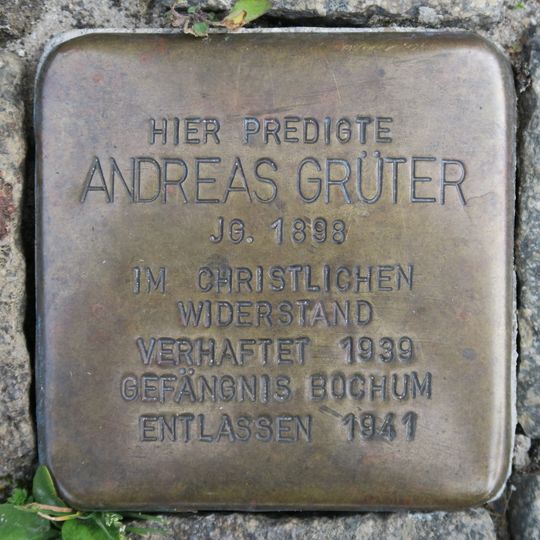 HIER PREDIGTE
ANDREAS GRÜTER
JG. 1898
IM CHRISTLICHEN
WIDERSTAND
VERHAFTET 1939
GEFÄNGNIS BOCHUM
ENTLASSEN 1941